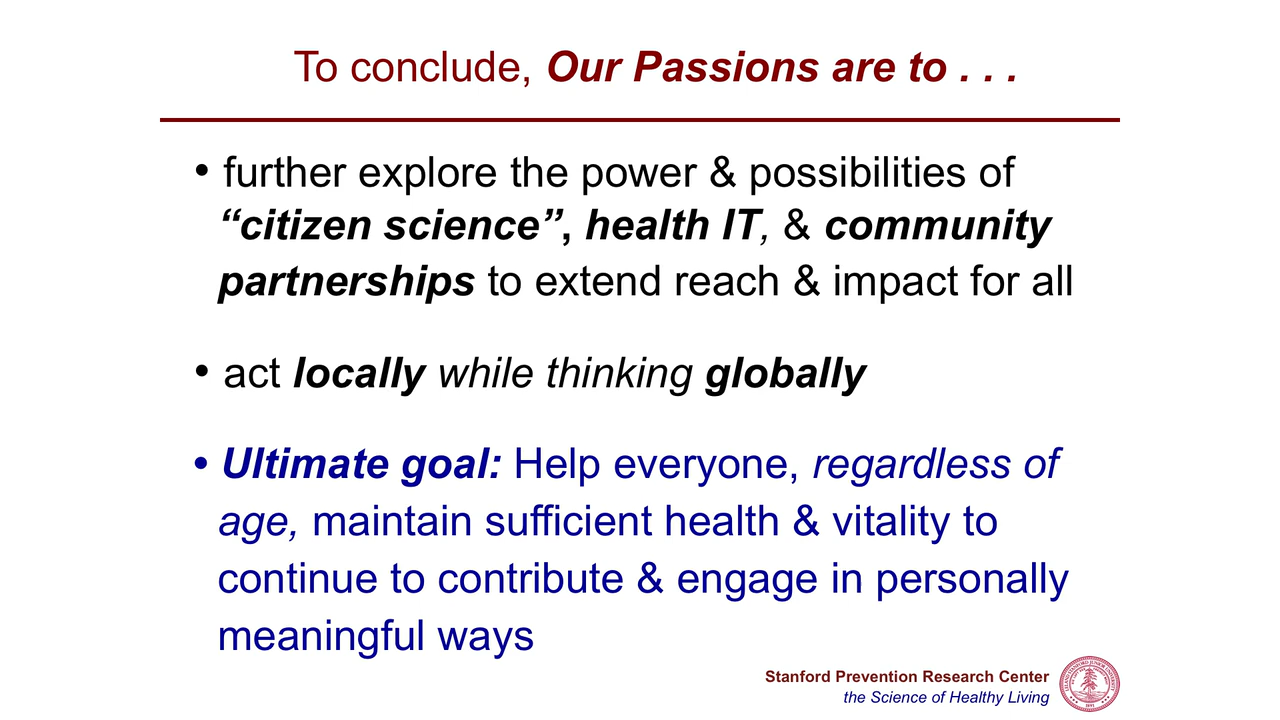 To conclude, Our Passions are to . . .
• further explore the power & possibilities of
“citizen science”, health IT, & community
partnerships to extend reach & impact for all
• act locally while thinking globally
• Ultimate goal: Help everyone, regardless of
age, maintain sufficient health & vitality to
continue to contribute & engage in personally
meaningful ways
Stanford Prevention Research Center
the Science of Healthy Living